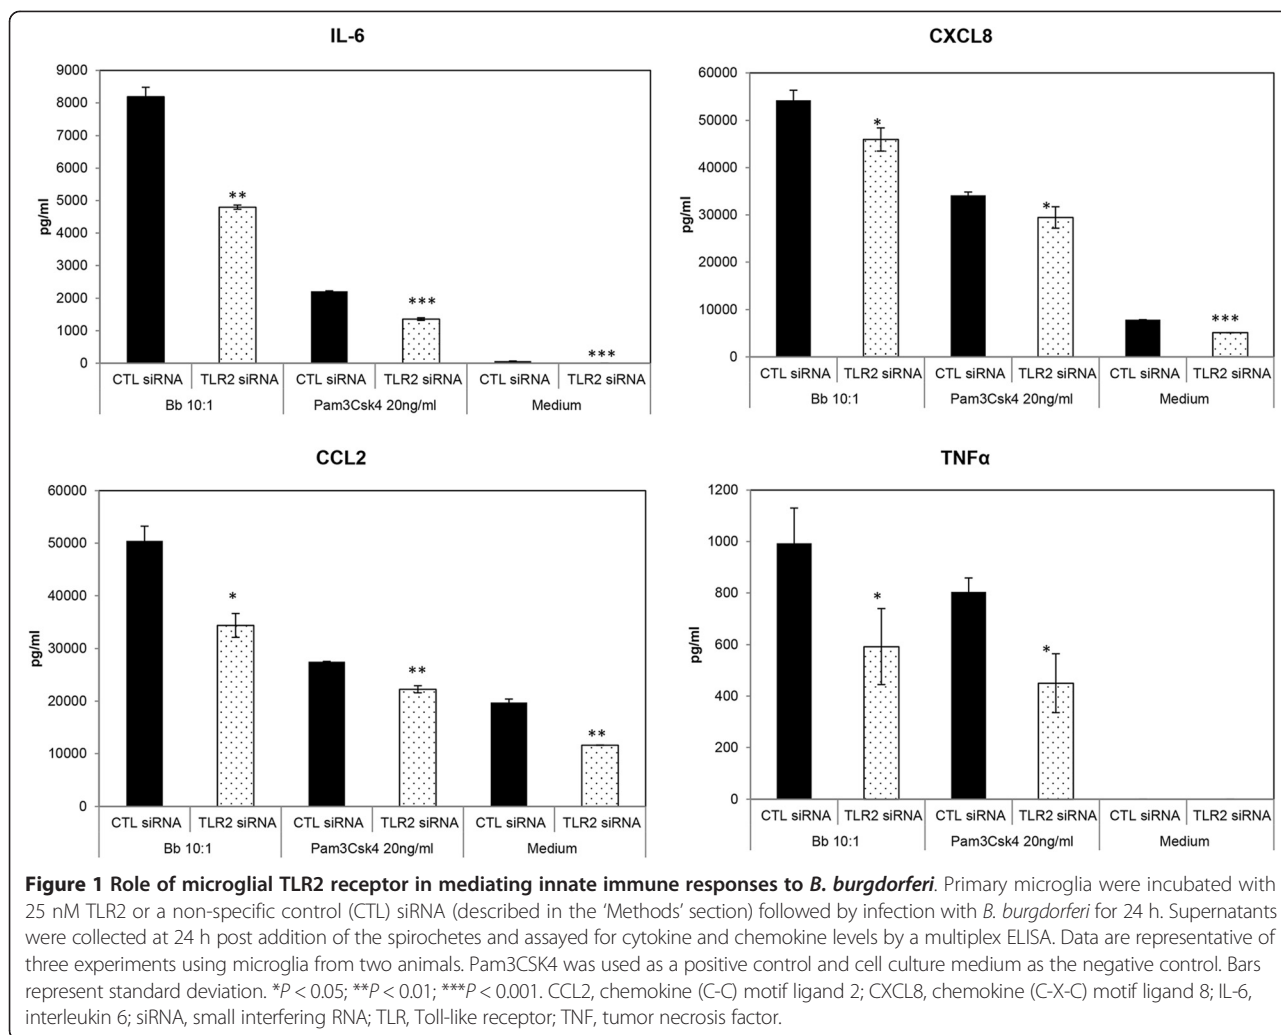 IL-6
9000
8000
7000
6000
5000
4000
3000
2000
1000
0
pg/ml
**
***
***
CTL siRNA TLR2 siRNA CTL siRNA TLR2 siRNA CTL siRNA TLR2 siRNA
Bb 10:1 Pam3Csk4 20ng/ml Medium
CXCL8
60000
50000
40000
30000
20000
10000
0
pg/ml
*
*
***
CTL siRNA TLR2 siRNA CTL siRNA TLR2 siRNA CTL siRNA TLR2 siRNA
Bb 10:1 Pam3Csk4 20ng/ml Medium
CCL2
60000
50000
40000
30000
20000
10000
0
pg/ml
*
**
**
CTL siRNA TLR2 siRNA CTL siRNA TLR2 siRNA CTL siRNA TLR2 siRNA
Bb 10:1 Pam3Csk4 20ng/ml Medium
TNFα
1200
1000
800
600
400
200
0
pg/ml
*
*
CTL siRNA TLR2 siRNA CTL siRNA TLR2 siRNA CTL siRNA TLR2 siRNA
Bb 10:1 Pam3Csk4 20ng/ml Medium
Figure 1 Role of microglial TLR2 receptor in mediating innate immune responses to B. burgdorferi. Primary microglia were incubated with
25 nM TLR2 or a non-specific control (CTL) siRNA (described in the 'Methods' section) followed by infection with B. burgdorferi for 24 h. Supernatants
were collected at 24 h post addition of the spirochetes and assayed for cytokine and chemokine levels by a multiplex ELISA. Data are representative of
three experiments using microglia from two animals. Pam3CSK4 was used as a positive control and cell culture medium as the negative control. Bars
represent standard deviation. *P < 0.05; **P < 0.01; ***P < 0.001. CCL2, chemokine (C-C) motif ligand 2; CXCL8, chemokine (C-X-C) motif ligand 8; IL-6,
interleukin 6; siRNA, small interfering RNA; TLR, Toll-like receptor; TNF, tumor necrosis factor.